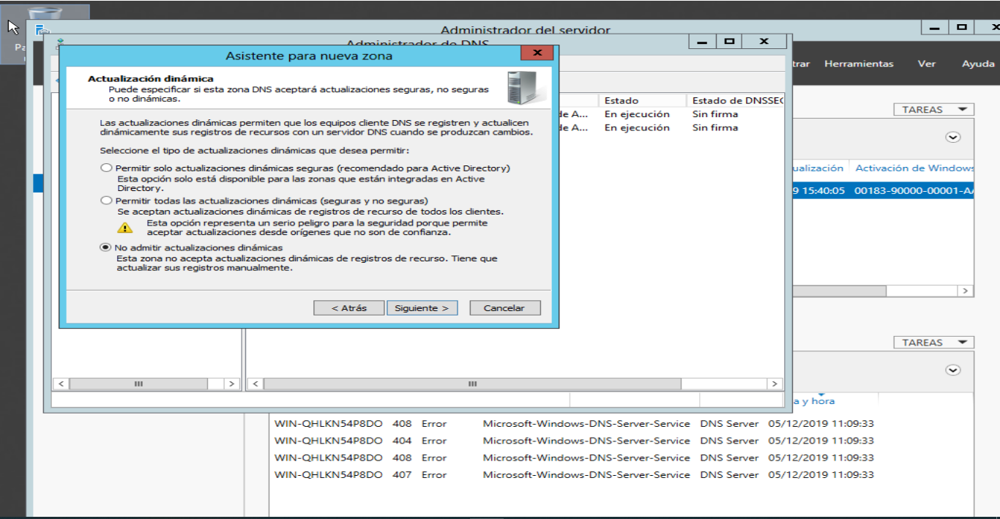 Administrador del servidor
Administrador de DNS
Asistente para nueva zona
x
Pa
trar Herramientas Ver Ayuda
Actualización dinámica
Puede especificar si esta zona DNS aceptará actualizaciones seguras, no seguras
o no dinámicas.
Las actualizaciones dinámicas permiten que los equipos cliente DNS se registren y actualicen
dinámicamente sus registros de recursos con un servidor DNS cuando se produzcan cambios.
Seleccione el tipo de actualizaciones dinámicas que desea permitir:
Permitir solo actualizaciones dinámicas seguras (recomendado para Active Directory)
Esta opción solo está disponible para las zonas que están integradas en Active
Directory.
Permitir todas las actualizaciones dinámicas (seguras y no seguras)
Se aceptan actualizaciones dinámicas de registros de recurso de todos los clientes.
Esta opción representa un serio peligro para la seguridad porque permite
aceptar actualizaciones desde orígenes que no son de confianza.
No admitir actualizaciones dinámicas
Esta zona no acepta actualizaciones dinámicas de registros de recurso. Tiene que
actualizar sus registros manualmente.
< Atrás Siguiente > Cancelar
Estado Estado de DNSSEC
de A... En ejecución Sin firma
de A... En ejecución Sin firma
TAREAS
ualización Activación de Windows
9 15:40:05 00183-90000-00001-AA
TAREAS
a y hora
WIN-QHLKN54P8DO 408 Error Microsoft-Windows-DNS-Server-Service DNS Server 05/12/2019 11:09:33
WIN-QHLKN54P8DO 404 Error Microsoft-Windows-DNS-Server-Service DNS Server 05/12/2019 11:09:33
WIN-QHLKN54P8DO 408 Error Microsoft-Windows-DNS-Server-Service DNS Server 05/12/2019 11:09:33
WIN-QHLKN54P8DO 407 Error Microsoft-Windows-DNS-Server-Service DNS Server 05/12/2019 11:09:33